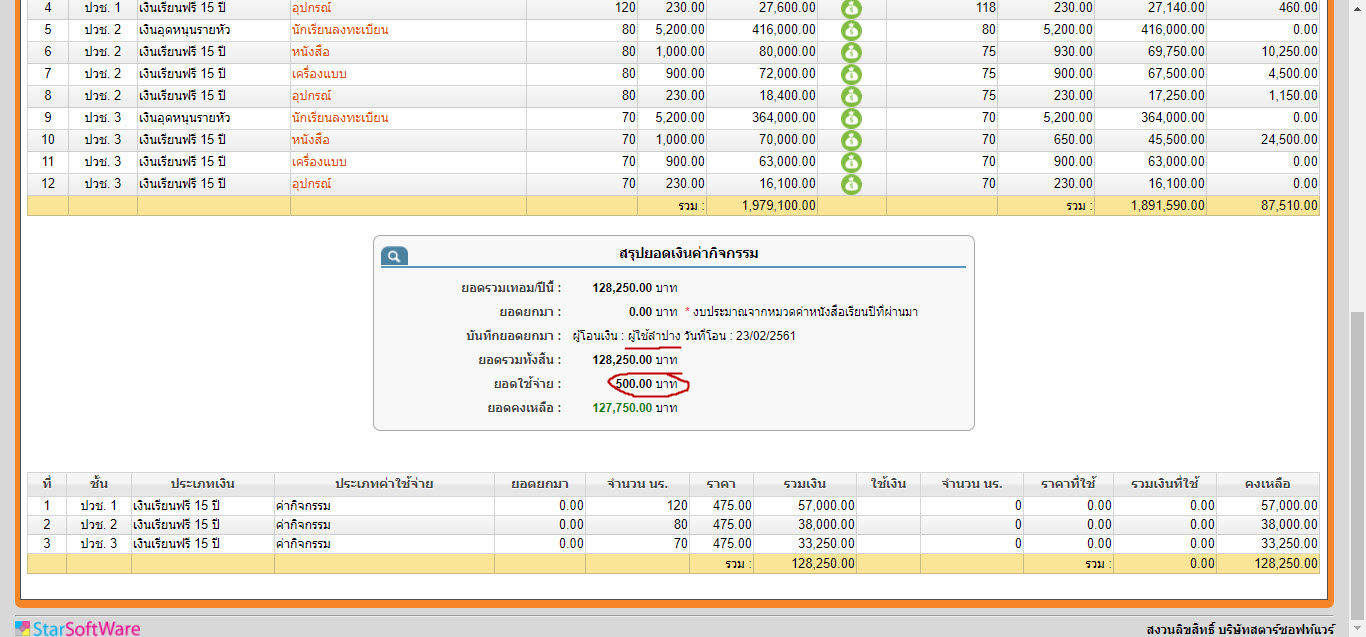 4 ปวช. 1 เงินเรียนฟรี 15 ปี อุปกรณ์ 120 230.00 27,600.00 118 230.00 27,140.00 460.00
5 ปวช. 2 เงินอุดหนุนรายหัว นักเรียนลงทะเบียน 80 5,200.00 416,000.00 80 5,200.00 416,000.00 0.00
6 ปวช. 2 เงินเรียนฟรี 15 ปี หนังสือ 80 1,000.00 80,000.00 75 930.00 69,750.00 10,250.00
7 ปวช. 2 เงินเรียนฟรี 15 ปี เครื่องแบบ 80 900.00 72,000.00 75 900.00 67,500.00 4,500.00
8 ปวช. 2 เงินเรียนฟรี 15 ปี อุปกรณ์ 80 230.00 18,400.00 75 230.00 17,250.00 1,150.00
9 ปวช. 3 เงินอุดหนุนรายหัว นักเรียนลงทะเบียน 70 5,200.00 364,000.00 70 5,200.00 364,000.00 0.00
10 ปวช. 3 เงินเรียนฟรี 15 ปี หนังสือ 70 1,000.00 70,000.00 70 650.00 45,500.00 24,500.00
11 ปวช. 3 เงินเรียนฟรี 15 ปี เครื่องแบบ 70 900.00 63,000.00 70 900.00 63,000.00 0.00
12 ปวช. 3 เงินเรียนฟรี 15 ปี อุปกรณ์ 70 230.00 16,100.00 70 230.00 16,100.00 0.00
รวม : 1,979,100.00 รวม : 1,891,590.00 87,510.00
สรุปยอดเงินค่ากิจกรรม
ยอดรวมเทอม/ปีนี้ : 128,250.00 บาท
ยอดยกมา : 0.00 บาท * งบประมาณจากหมวดค่าหนังสือเรียนปีที่ผ่านมา
บันทึกยอดยกมา : ผู้โอนเงิน : ผู้ใช้ลำปาง วันที่โอน : 23/02/2561
ยอดรวมทั้งสิ้น : 128,250.00 บาท
ยอดใช้จ่าย : 500.00 บาท
ยอดคงเหลือ : 127,750.00 บาท
ที่ ชั้น ประเภทเงิน ประเภทค่าใช้จ่าย ยอดยกมา จำนวน นร. ราคา รวมเงิน ใช้เงิน จำนวน นร. ราคาที่ใช้ รวมเงินที่ใช้ คงเหลือ
1 ปวช. 1 เงินเรียนฟรี 15 ปี ค่ากิจกรรม 0.00 120 475.00 57,000.00 0 0.00 0.00 57,000.00
2 ปวช. 2 เงินเรียนฟรี 15 ปี ค่ากิจกรรม 0.00 80 475.00 38,000.00 0 0.00 0.00 38,000.00
3 ปวช. 3 เงินเรียนฟรี 15 ปี ค่ากิจกรรม 0.00 70 475.00 33,250.00 0 0.00 0.00 33,250.00
รวม : 128,250.00 รวม : 0.00 128,250.00
StarSoftWare สงวนลิขสิทธิ์ บริษัทสตาร์ซอฟท์แวร์